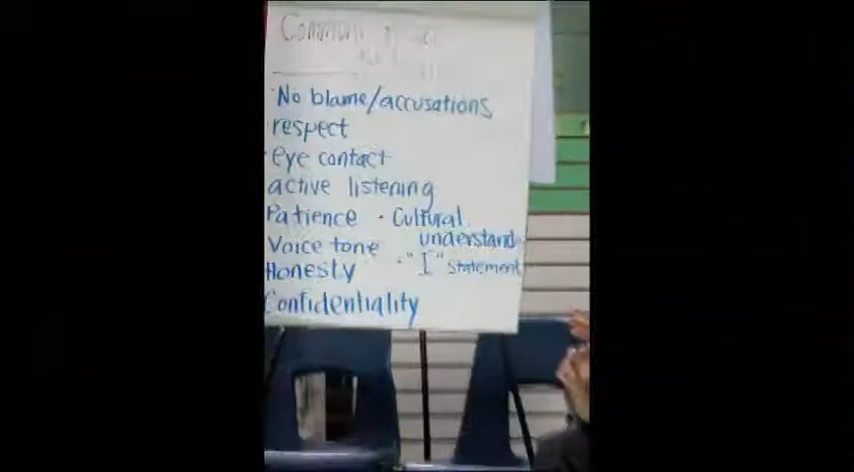 · No blame/accusations
respect
· eye contact
active listening
Patience · Cultural
understand
Voice tone
· "I" statement
Honesty
Confidentiality